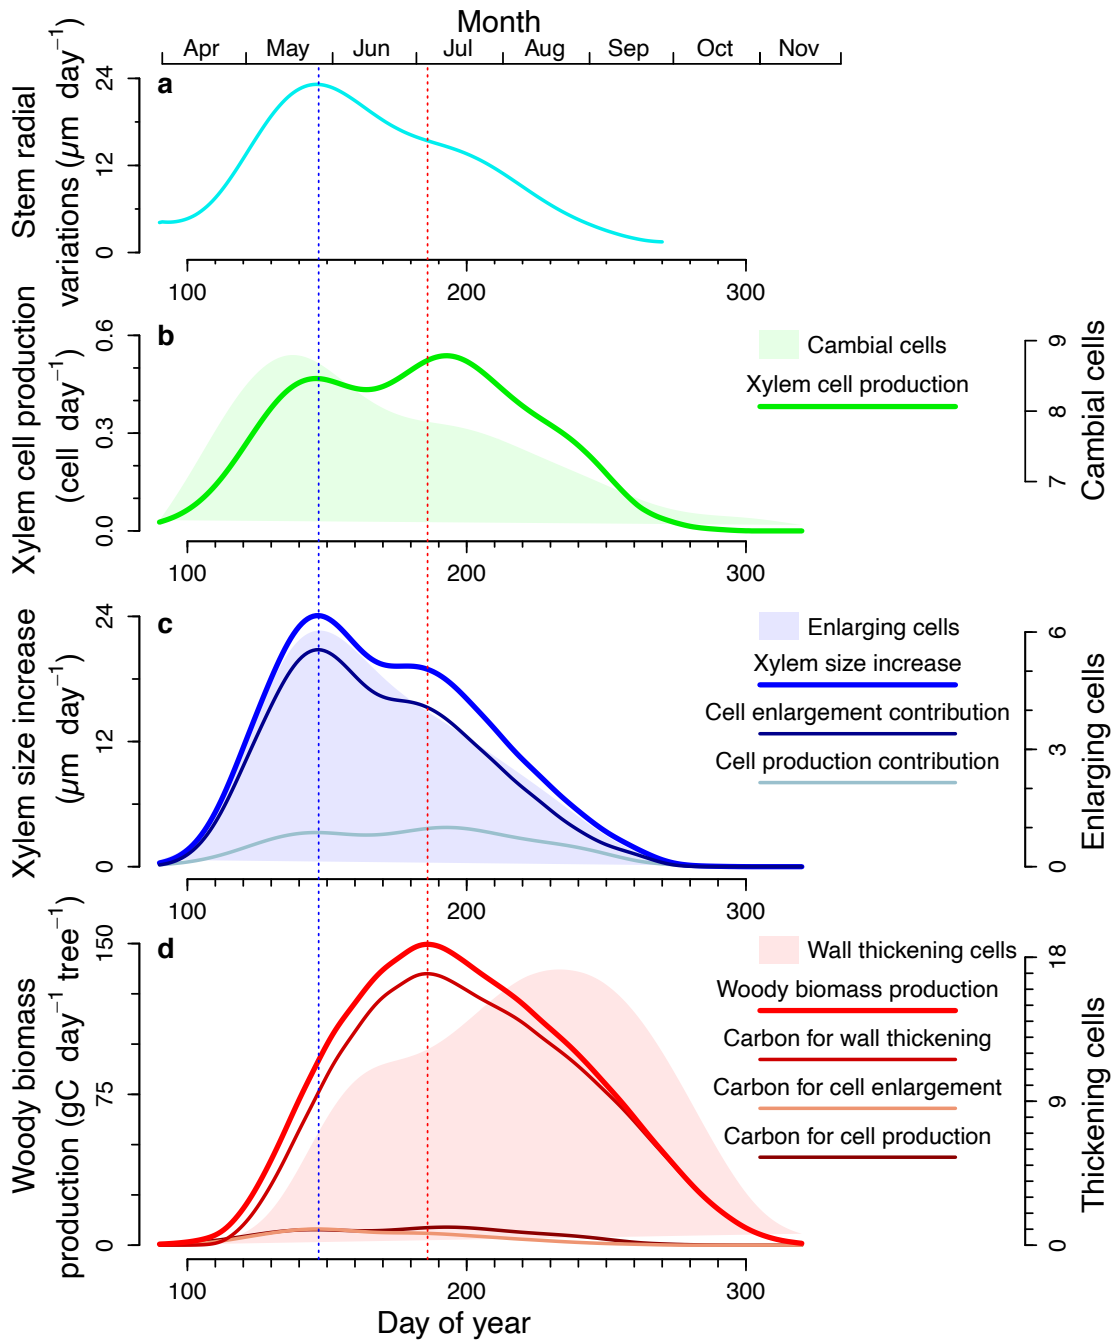 Month
Apr May Jun Jul Aug Sep Oct Nov
a
Stem radial
variations (µm day⁻¹)
0 12 24
100 200 300
b
Xylem cell production
(cell day⁻¹)
0.0 0.3 0.6
Cambial cells
Xylem cell production
Cambial cells
7 8 9
100 200 300
c
Xylem size increase
(µm day⁻¹)
0 12 24
Enlarging cells
Xylem size increase
Cell enlargement contribution
Cell production contribution
Enlarging cells
0 3 6
100 200 300
d
Woody biomass
production (gC day⁻¹ tree⁻¹)
0 75 150
Wall thickening cells
Woody biomass production
Carbon for wall thickening
Carbon for cell enlargement
Carbon for cell production
Thickening cells
0 9 18
100 200 300
Day of year